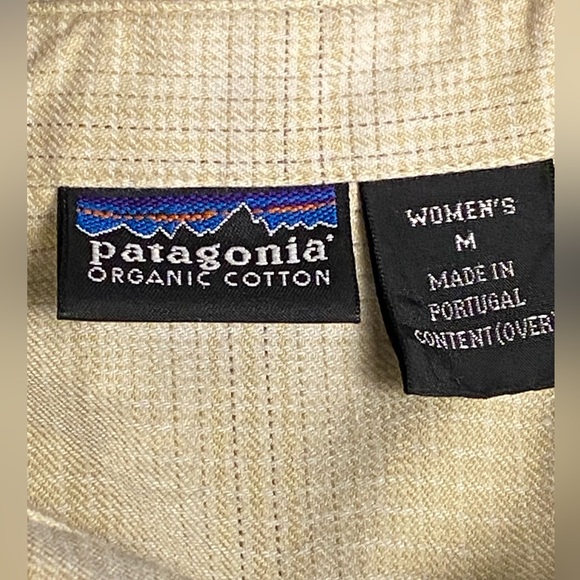 patagonia®
ORGANIC COTTON
WOMEN'S
M
MADE IN
PORTUGAL
CONTENT(OVER)